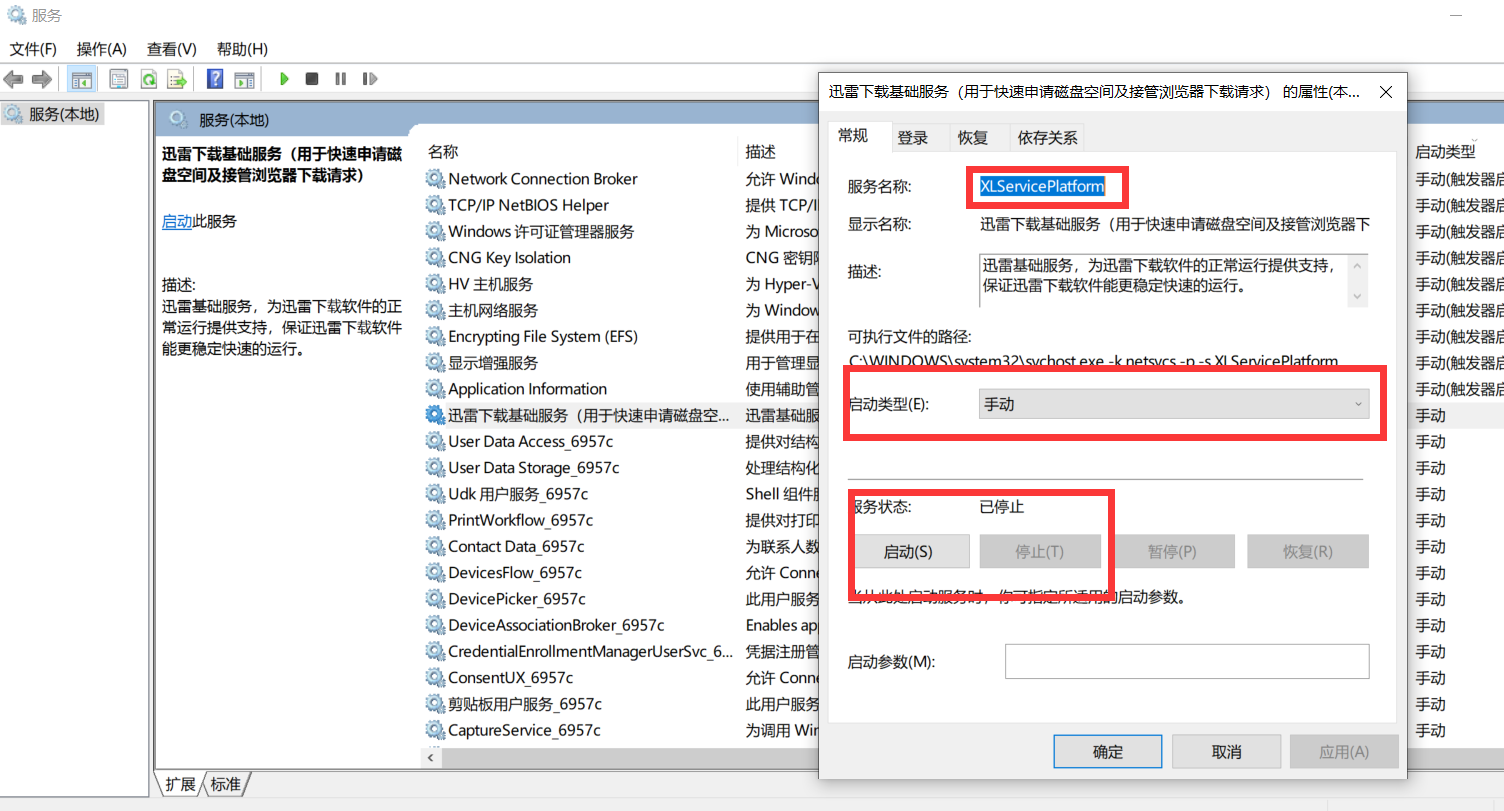 服务
文件(F) 操作(A) 查看(V) 帮助(H)
服务(本地)
服务(本地)
迅雷下载基础服务（用于快速申请磁
盘空间及接管浏览器下载请求）
启动此服务
描述:
迅雷基础服务，为迅雷下载软件的正
常运行提供支持，保证迅雷下载软件
能更稳定快速的运行。
名称 描述 启动类型
Network Connection Broker 允许 Windo 手动(触发器启
TCP/IP NetBIOS Helper 提供 TCP/I 手动(触发器启
Windows 许可证管理器服务 为 Microso 手动(触发器启
CNG Key Isolation CNG 密钥 手动(触发器启
HV 主机服务 为 Hyper-V 手动(触发器启
主机网络服务 为 Window 手动(触发器启
Encrypting File System (EFS) 提供用于在 手动(触发器启
显示增强服务 用于管理显 手动(触发器启
Application Information 使用辅助管 手动(触发器启
迅雷下载基础服务（用于快速申请磁盘空... 迅雷基础服 手动
User Data Access_6957c 提供对结构 手动
User Data Storage_6957c 处理结构化 手动
Udk 用户服务_6957c Shell 组件 手动
PrintWorkflow_6957c 提供对打印 手动
Contact Data_6957c 为联系人数 手动
DevicesFlow_6957c 允许 Conne 手动
DevicePicker_6957c 此用户服务 手动
DeviceAssociationBroker_6957c Enables app 手动
CredentialEnrollmentManagerUserSvc_6... 凭据注册管 手动
ConsentUX_6957c 允许 Conne 手动
剪贴板用户服务_6957c 此用户服务 手动
CaptureService_6957c 为调用 Wir 手动
扩展 标准
迅雷下载基础服务（用于快速申请磁盘空间及接管浏览器下载请求） 的属性(本...
常规 登录 恢复 依存关系
服务名称: XLServicePlatform
显示名称: 迅雷下载基础服务（用于快速申请磁盘空间及接管浏览器下
描述: 迅雷基础服务，为迅雷下载软件的正常运行提供支持，
保证迅雷下载软件能更稳定快速的运行。
可执行文件的路径:
C:\WINDOWS\system32\svchost.exe -k netsvcs -p -s XLServicePlatform
启动类型(E): 手动
服务状态: 已停止
启动(S) 停止(T) 暂停(P) 恢复(R)
当从此处启动服务时，你可指定所适用的启动参数。
启动参数(M):
确定 取消 应用(A)